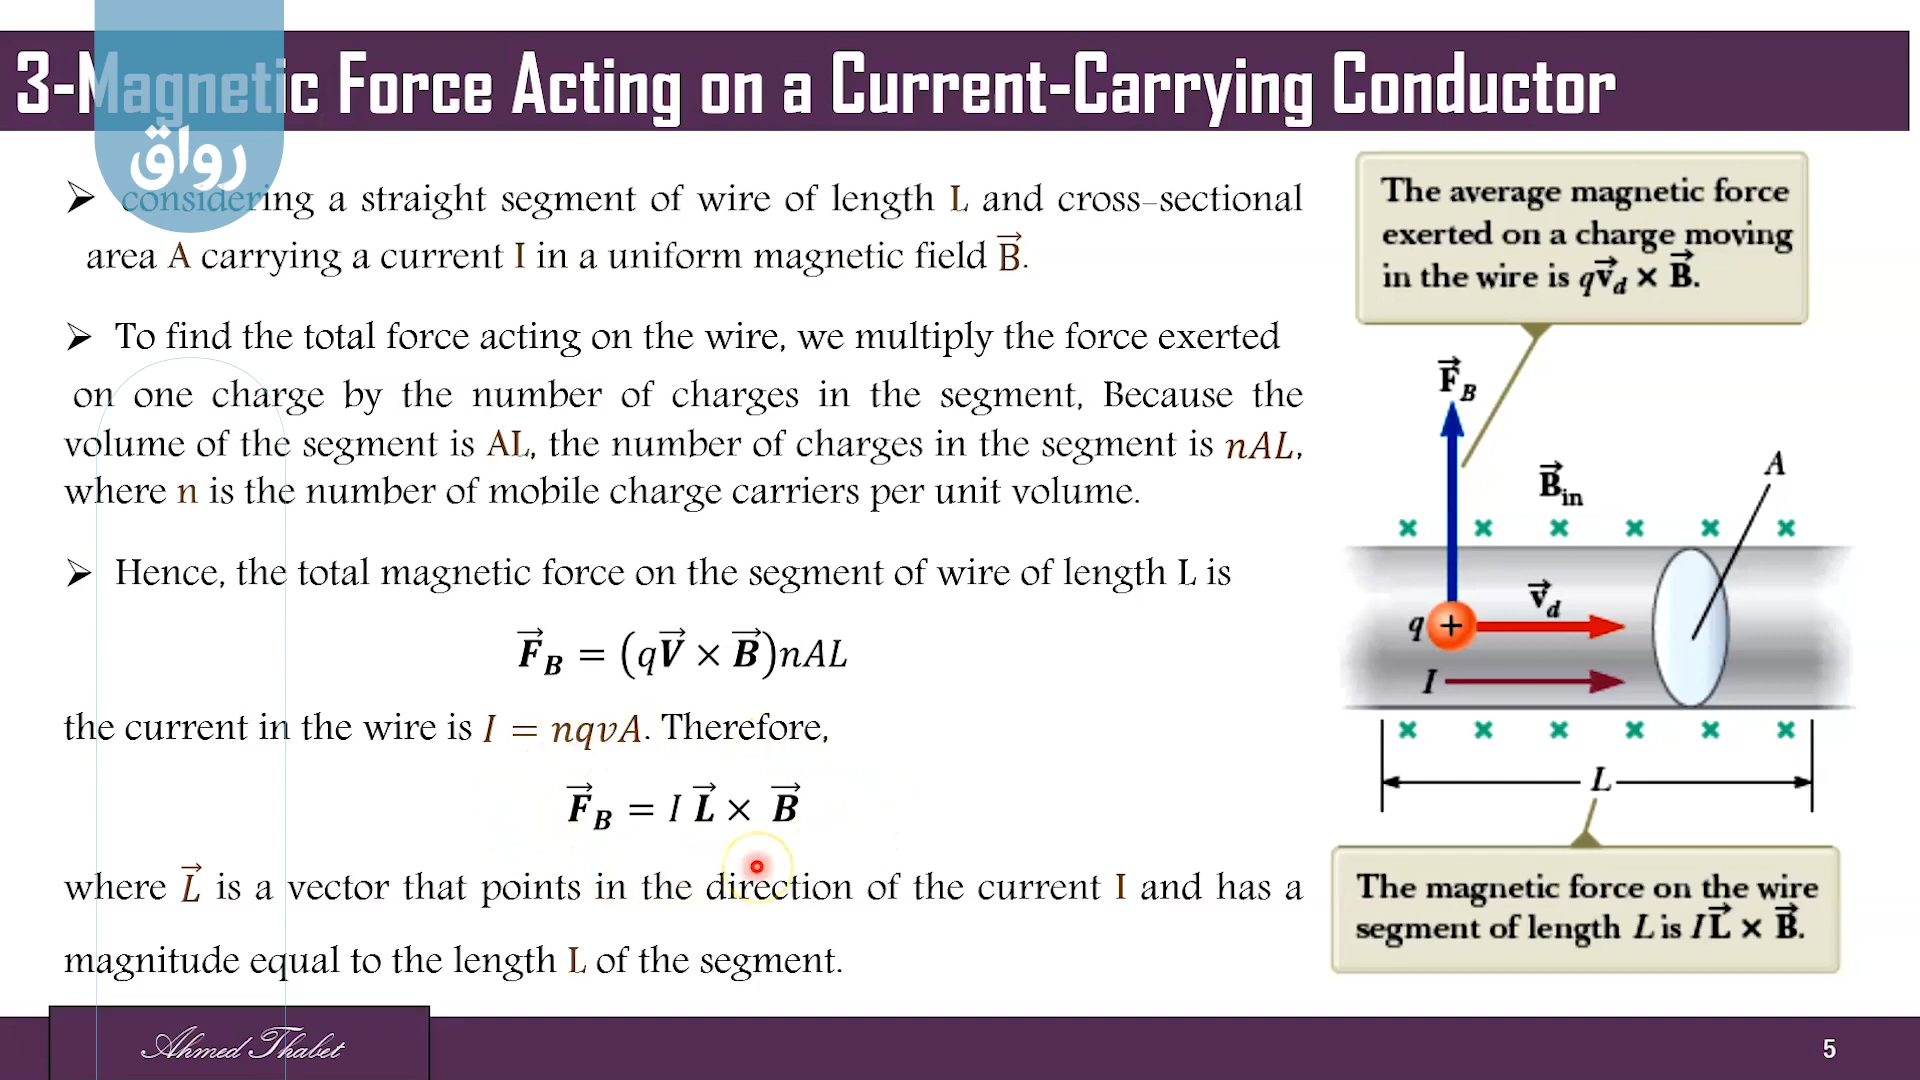 3-Magnetic Force Acting on a Current-Carrying Conductor
رواق
➢ considering a straight segment of wire of length L and cross-sectional
area A carrying a current I in a uniform magnetic field B⃗.
➢ To find the total force acting on the wire, we multiply the force exerted
on one charge by the number of charges in the segment, Because the
volume of the segment is AL, the number of charges in the segment is nAL,
where n is the number of mobile charge carriers per unit volume.
➢ Hence, the total magnetic force on the segment of wire of length L is
F⃗_B = (qV⃗ × B⃗)nAL
the current in the wire is I = nqvA. Therefore,
F⃗_B = I L⃗ × B⃗
where L⃗ is a vector that points in the direction of the current I and has a
magnitude equal to the length L of the segment.
The average magnetic force
exerted on a charge moving
in the wire is qv⃗_d × B⃗.
F⃗_B
B⃗_in
A
v⃗_d
q +
I
L
The magnetic force on the wire
segment of length L is IL⃗ × B⃗.
Ahmed Thabet
5